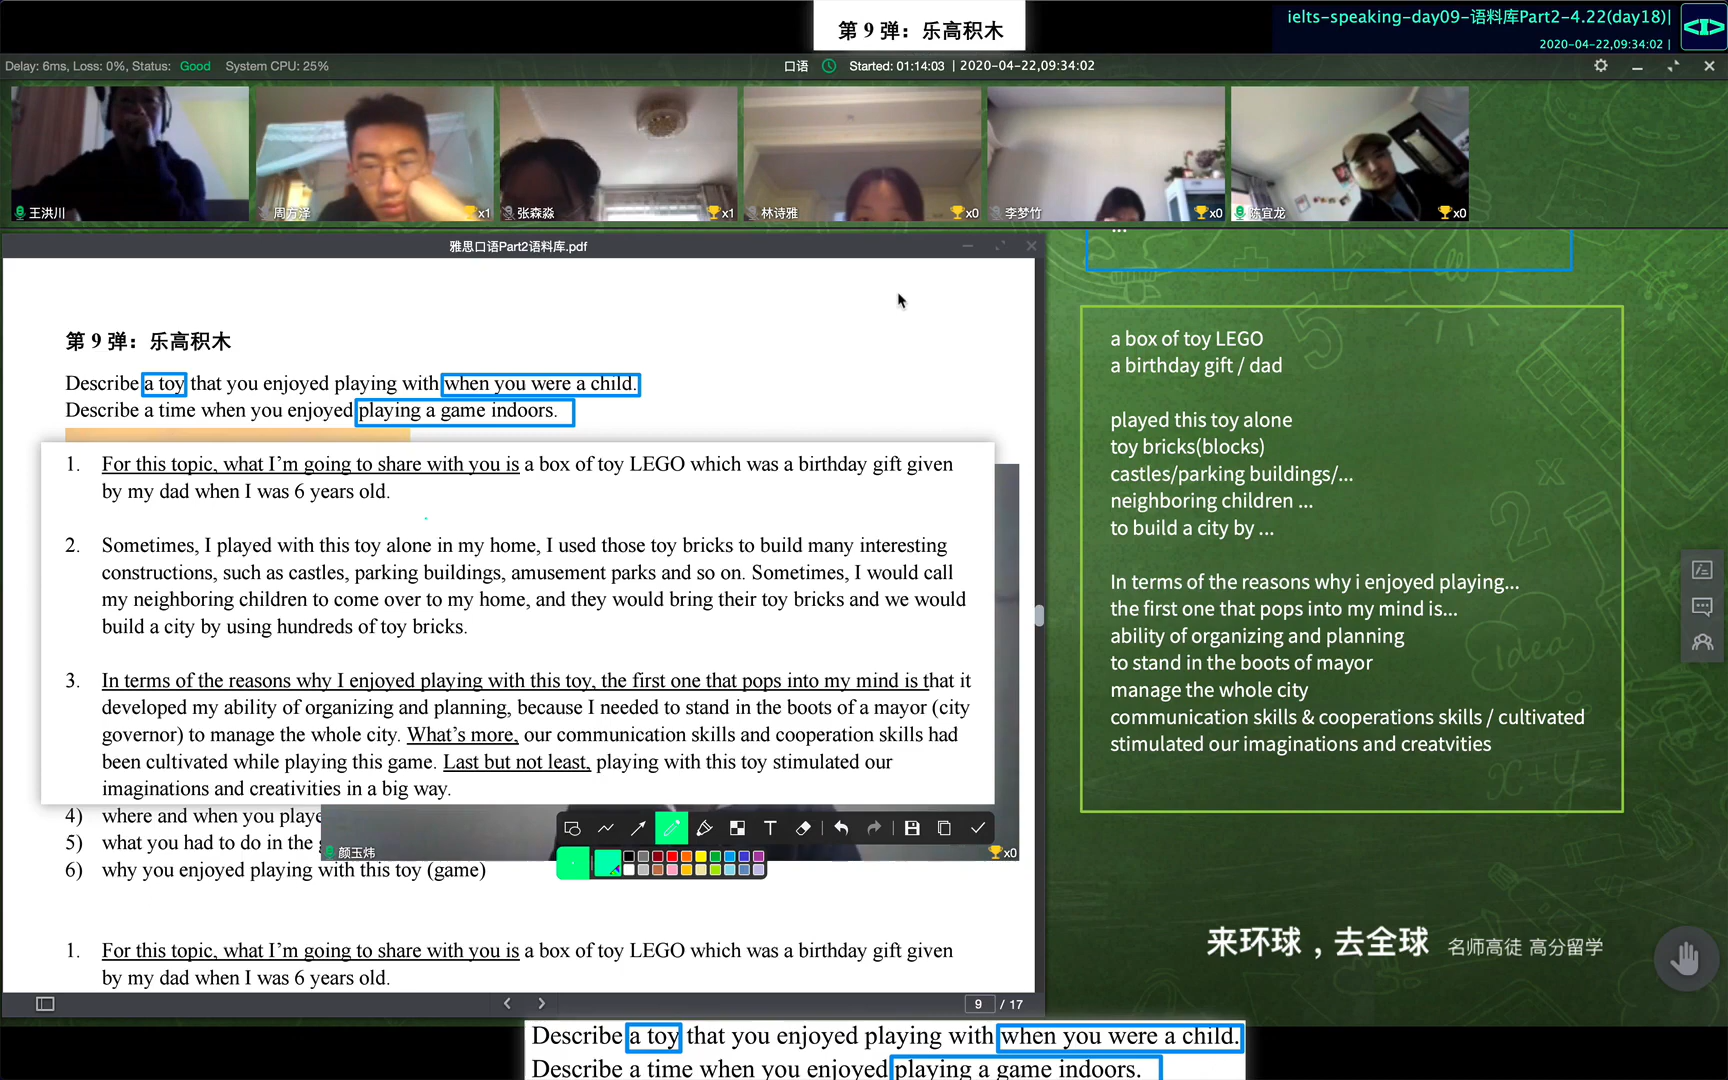 第 9 弹：乐高积木
ielts-speaking-day09-语料库Part2-4.22(day18)|
2020-04-22,09:34:02 |
Delay: 6ms, Loss: 0%, Status: Good System CPU: 25%
口语 Started: 01:14:03 | 2020-04-22,09:34:02
王洪川
周方泽 x1
张森淼 x1
林诗雅 x0
李梦竹 x0
陈宜龙 x0
雅思口语Part2语料库.pdf
第 9 弹：乐高积木
Describe a toy that you enjoyed playing with when you were a child.
Describe a time when you enjoyed playing a game indoors.
1. For this topic, what I'm going to share with you is a box of toy LEGO which was a birthday gift given
by my dad when I was 6 years old.
2. Sometimes, I played with this toy alone in my home, I used those toy bricks to build many interesting
constructions, such as castles, parking buildings, amusement parks and so on. Sometimes, I would call
my neighboring children to come over to my home, and they would bring their toy bricks and we would
build a city by using hundreds of toy bricks.
3. In terms of the reasons why I enjoyed playing with this toy, the first one that pops into my mind is that it
developed my ability of organizing and planning, because I needed to stand in the boots of a mayor (city
governor) to manage the whole city. What's more, our communication skills and cooperation skills had
been cultivated while playing this game. Last but not least, playing with this toy stimulated our
imaginations and creativities in a big way.
4) where and when you playe
5) what you had to do in the
6) why you enjoyed playing with this toy (game)
颜玉炜 x0
T
1. For this topic, what I'm going to share with you is a box of toy LEGO which was a birthday gift given
by my dad when I was 6 years old.
9 / 17
...
a box of toy LEGO
a birthday gift / dad
played this toy alone
toy bricks(blocks)
castles/parking buildings/...
neighboring children ...
to build a city by ...
In terms of the reasons why i enjoyed playing...
the first one that pops into my mind is...
ability of organizing and planning
to stand in the boots of mayor
manage the whole city
communication skills & cooperations skills / cultivated
stimulated our imaginations and creatvities
idea
来环球，去全球 名师高徒 高分留学
Describe a toy that you enjoyed playing with when you were a child.
Describe a time when you enjoyed playing a game indoors.